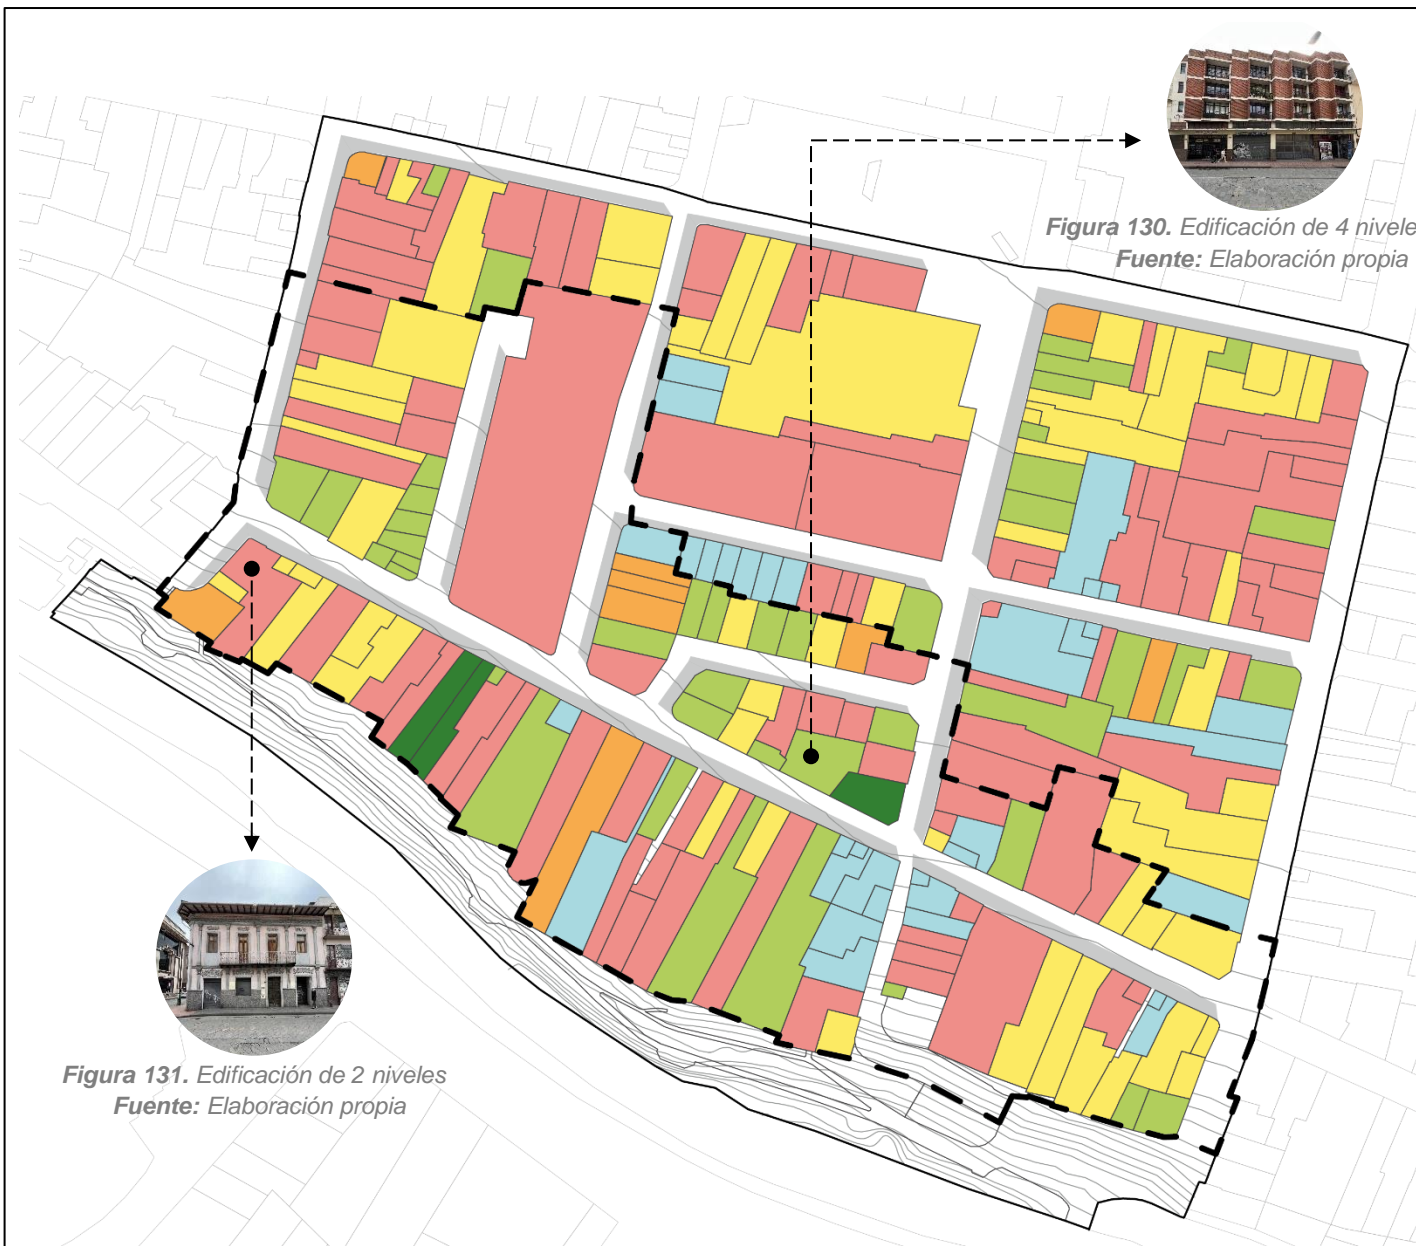 Figura 130. Edificación de 4 nivele
Fuente: Elaboración propia
Figura 131. Edificación de 2 niveles
Fuente: Elaboración propia